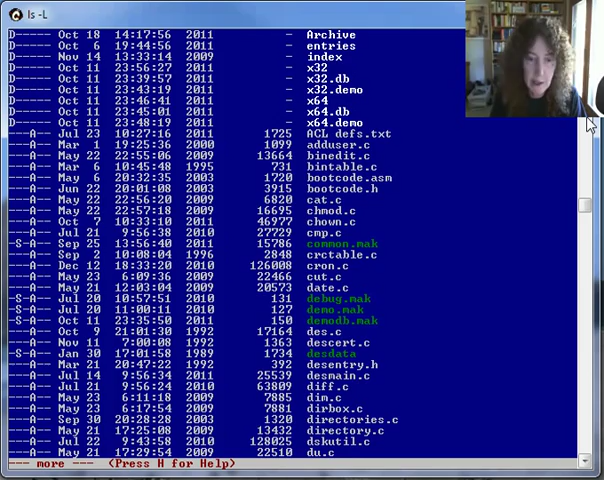 ls -L
D----- Oct 18 14:17:56 2011 - Archive
D----- Oct 6 19:44:56 2011 - entries
D----- Nov 14 13:33:14 2009 - index
D----- Oct 11 23:56:27 2011 - x32
D----- Oct 11 23:39:57 2011 - x32.db
D----- Oct 11 23:43:19 2011 - x32.demo
D----- Oct 11 23:46:41 2011 - x64
D----- Oct 11 23:45:01 2011 - x64.db
D----- Oct 11 23:48:19 2011 - x64.demo
---A-- Jul 23 10:27:16 2011 1725 ACL defs.txt
---A-- Mar 1 19:25:36 2000 1099 adduser.c
---A-- May 22 22:55:06 2009 13664 binedit.c
---A-- Mar 6 10:45:48 1995 731 bintable.c
---A-- May 6 20:32:35 2003 1720 bootcode.asm
---A-- Jun 22 20:01:08 2003 3915 bootcode.h
---A-- May 22 22:56:20 2009 6820 cat.c
---A-- May 22 22:57:18 2009 16695 chmod.c
---A-- Oct 7 10:33:10 2011 46977 chown.c
---A-- Jul 21 9:56:38 2010 27729 cmp.c
-S-A-- Sep 25 13:56:40 2011 15786 common.mak
---A-- Sep 2 10:08:04 1996 2848 crctable.c
---A-- Dec 12 18:33:20 2010 126008 cron.c
---A-- May 23 6:09:36 2009 22466 cut.c
---A-- May 21 12:03:04 2009 20573 date.c
-S-A-- Jul 20 10:57:51 2010 131 debug.mak
-S-A-- Jul 20 11:00:11 2010 127 demo.mak
-S-A-- Oct 11 23:35:50 2011 150 demodb.mak
---A-- Oct 9 21:01:30 1992 17164 des.c
---A-- Nov 11 7:00:08 1992 1363 descert.c
-S-A-- Jan 30 17:01:58 1989 1734 desdata
---A-- Mar 21 20:47:22 1992 392 desentry.h
---A-- Jul 14 9:56:34 2011 25539 desmain.c
---A-- Jul 21 9:56:24 2010 63809 diff.c
---A-- May 23 6:11:18 2009 7885 dim.c
---A-- May 23 6:17:54 2009 7881 dirbox.c
---A-- Sep 30 20:28:28 2003 1320 directories.c
---A-- May 21 17:25:08 2009 13432 directory.c
---A-- Jul 22 9:43:58 2010 128025 dskutil.c
---A-- May 21 17:29:54 2009 22510 du.c
--- more --- (Press H for Help)